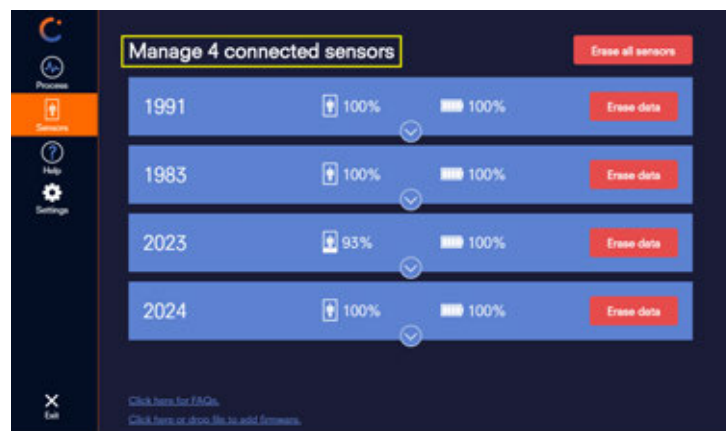 Manage 4 connected sensors
Erase all sensors
Process
Sensors
Help
Settings
1991 100% 100% Erase data
1983 100% 100% Erase data
2023 93% 100% Erase data
2024 100% 100% Erase data
Click here for FAQs.
Click here or drop file to add firmware.
Exit